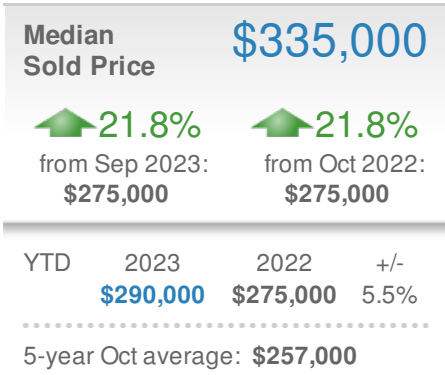 Median $335,000
Sold Price
21.8% 21.8%
from Sep 2023: from Oct 2022:
$275,000 $275,000
YTD 2023 2022 +/-
$290,000 $275,000 5.5%
5-year Oct average: $257,000